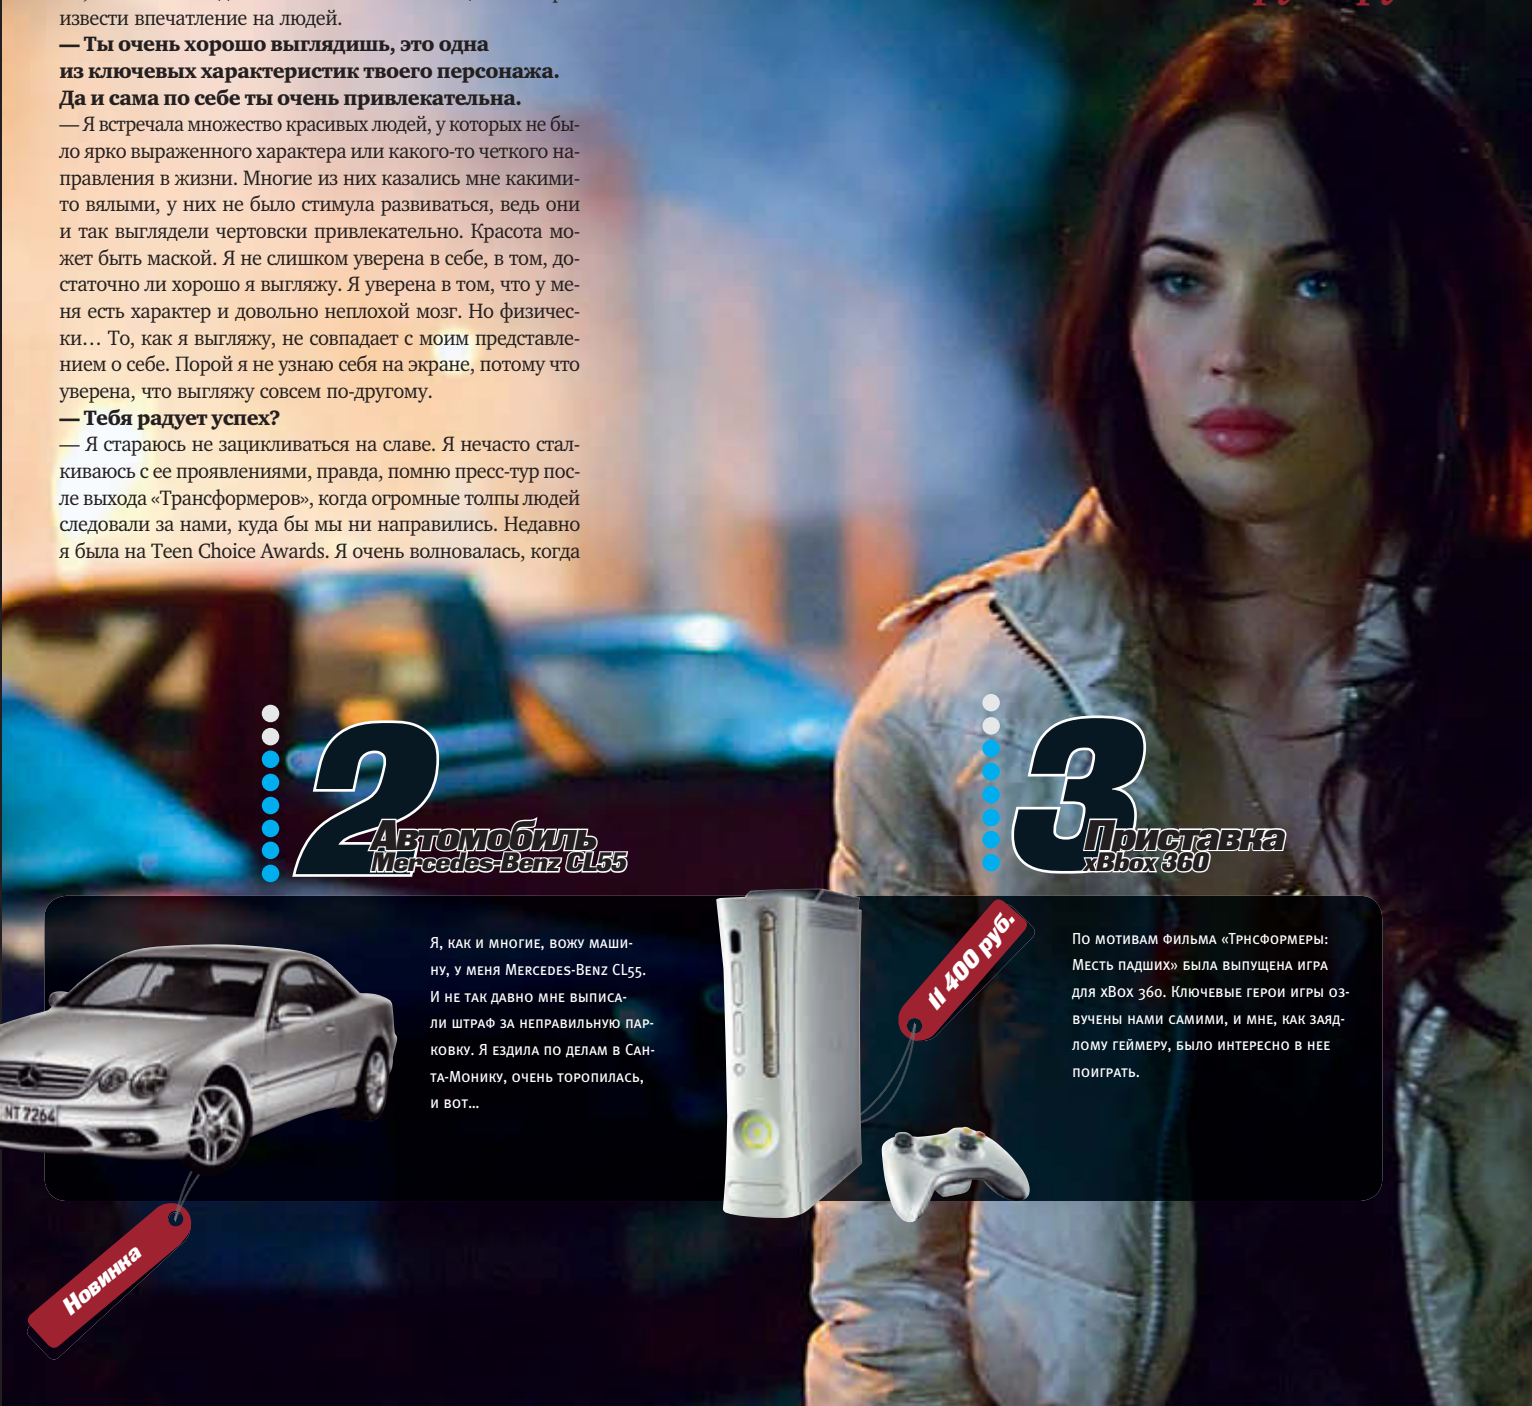 извести впечатление на людей.
— Ты очень хорошо выглядишь, это одна
из ключевых характеристик твоего персонажа.
Да и сама по себе ты очень привлекательна.
— Я встречала множество красивых людей, у которых не бы-
ло ярко выраженного характера или какого-то четкого на-
правления в жизни. Многие из них казались мне какими-
то вялыми, у них не было стимула развиваться, ведь они
и так выглядели чертовски привлекательно. Красота мо-
жет быть маской. Я не слишком уверена в себе, в том, до-
статочно ли хорошо я выгляжу. Я уверена в том, что у ме-
ня есть характер и довольно неплохой мозг. Но физичес-
ки… То, как я выгляжу, не совпадает с моим представле-
нием о себе. Порой я не узнаю себя на экране, потому что
уверена, что выгляжу совсем по-другому.
— Тебя радует успех?
— Я стараюсь не зацикливаться на славе. Я нечасто стал-
киваюсь с ее проявлениями, правда, помню пресс-тур пос-
ле выхода «Трансформеров», когда огромные толпы людей
следовали за нами, куда бы мы ни направились. Недавно
я была на Teen Choice Awards. Я очень волновалась, когда
2
Автомобиль
Mercedes-Benz CL55
Я, как и многие, вожу маши-
ну, у меня Mercedes-Benz CL55.
И не так давно мне выписа-
ли штраф за неправильную пар-
ковку. Я ездила по делам в Сан-
та-Монику, очень торопилась,
и вот…
NT 7264
Новинка
3
Приставка
xBbox 360
11 400 руб.
По мотивам фильма «Трнсформеры:
Месть падших» была выпущена игра
для xBox 360. Ключевые герои игры оз-
вучены нами самими, и мне, как заяд-
лому геймеру, было интересно в нее
поиграть.